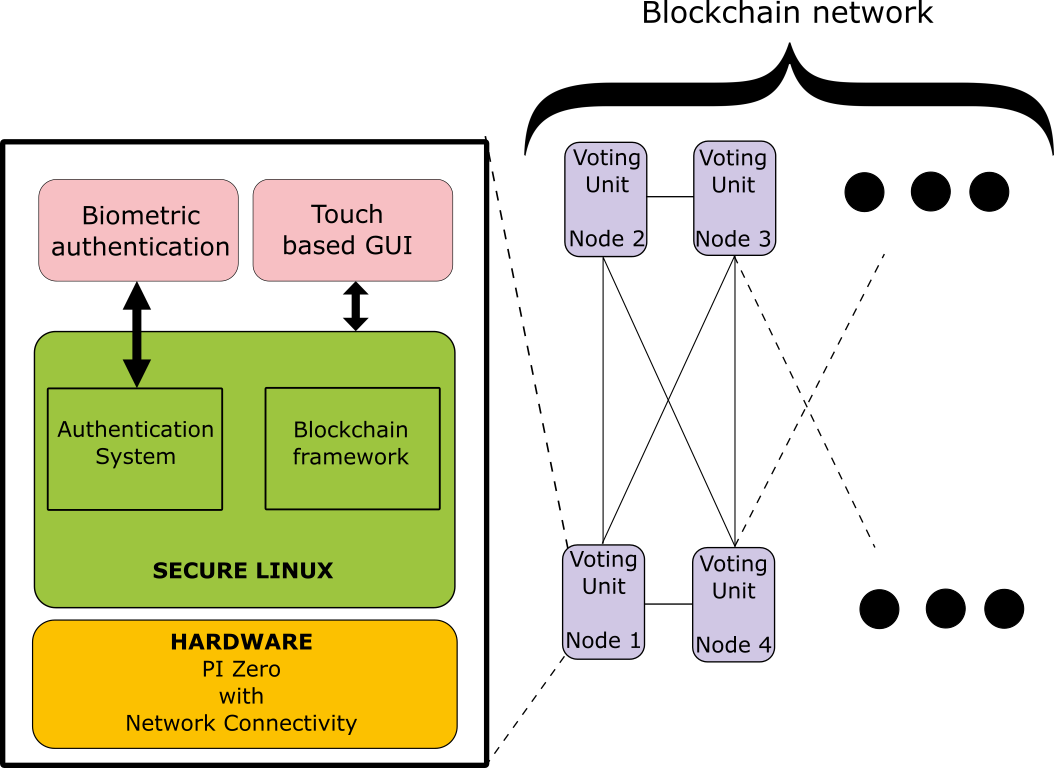 Blockchain network
Biometric
authentication
Touch
based GUI
Authentication
System
Blockchain
framework
SECURE LINUX
HARDWARE
PI Zero
with
Network Connectivity
Voting
Unit
Node 2
Voting
Unit
Node 3
Voting
Unit
Node 1
Voting
Unit
Node 4